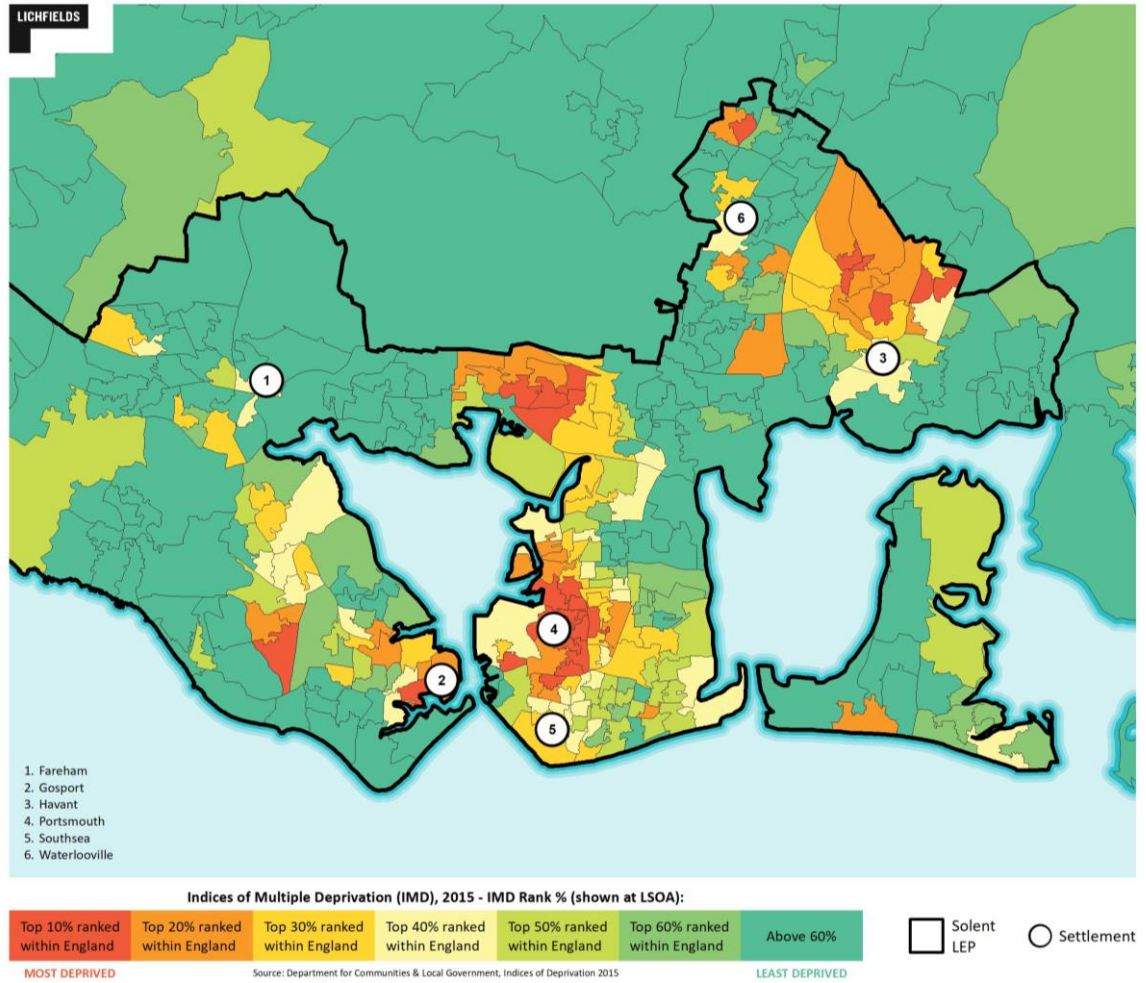 LICHFIELDS
6
3
1
4
2
5
1. Fareham
2. Gosport
3. Havant
4. Portsmouth
5. Southsea
6. Waterlooville
Indices of Multiple Deprivation (IMD), 2015 - IMD Rank % (shown at LSOA):
Top 10% ranked
within England
Top 20% ranked
within England
Top 30% ranked
within England
Top 40% ranked
within England
Top 50% ranked
within England
Top 60% ranked
within England
Above 60%
Solent
LEP
Settlement
MOST DEPRIVED
Source: Department for Communities & Local Government, Indices of Deprivation 2015
LEAST DEPRIVED